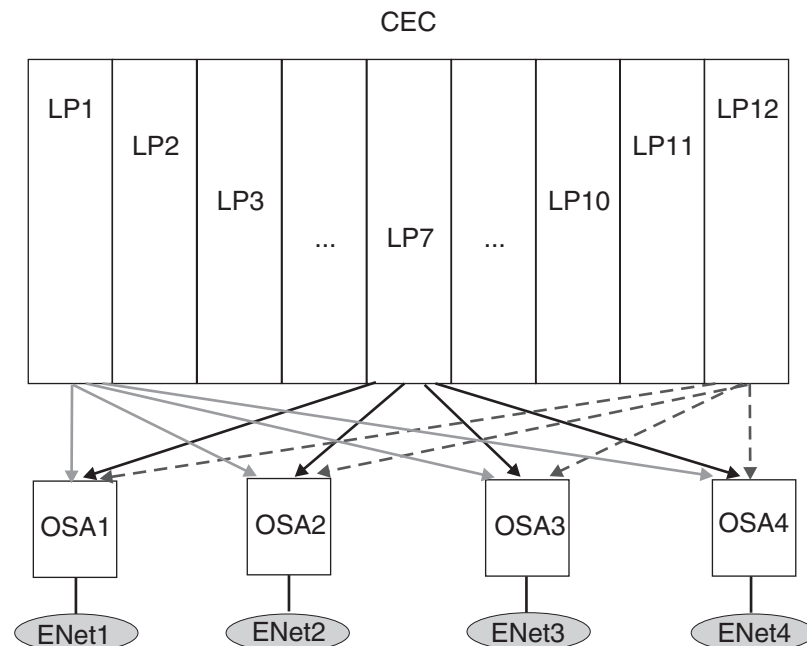 CEC
LP1
LP2
LP3
...
LP7
...
LP10
LP11
LP12
OSA1
OSA2
OSA3
OSA4
ENet1
ENet2
ENet3
ENet4